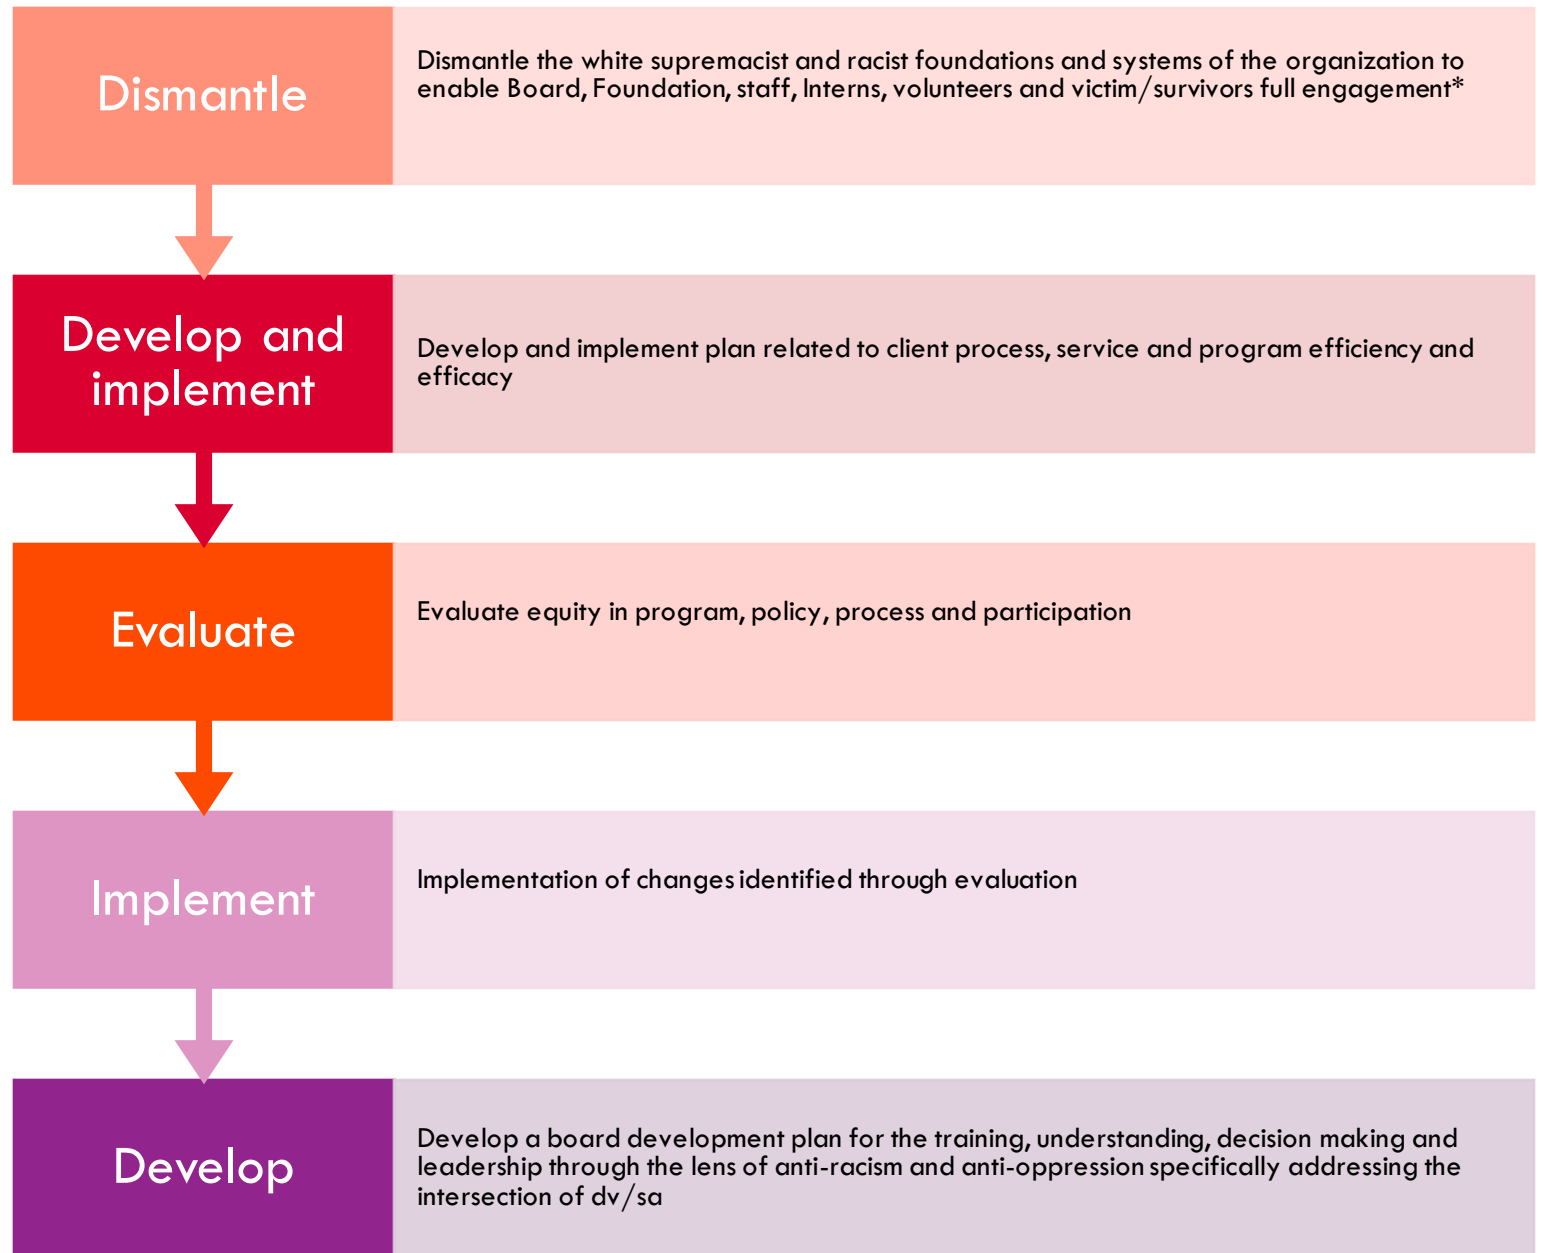 Dismantle
Dismantle the white supremacist and racist foundations and systems of the organization to
enable Board, Foundation, staff, Interns, volunteers and victim/survivors full engagement*
Develop and
implement
Develop and implement plan related to client process, service and program efficiency and
efficacy
Evaluate
Evaluate equity in program, policy, process and participation
Implement
Implementation of changes identified through evaluation
Develop
Develop a board development plan for the training, understanding, decision making and
leadership through the lens of anti-racism and anti-oppression specifically addressing the
intersection of dv/sa